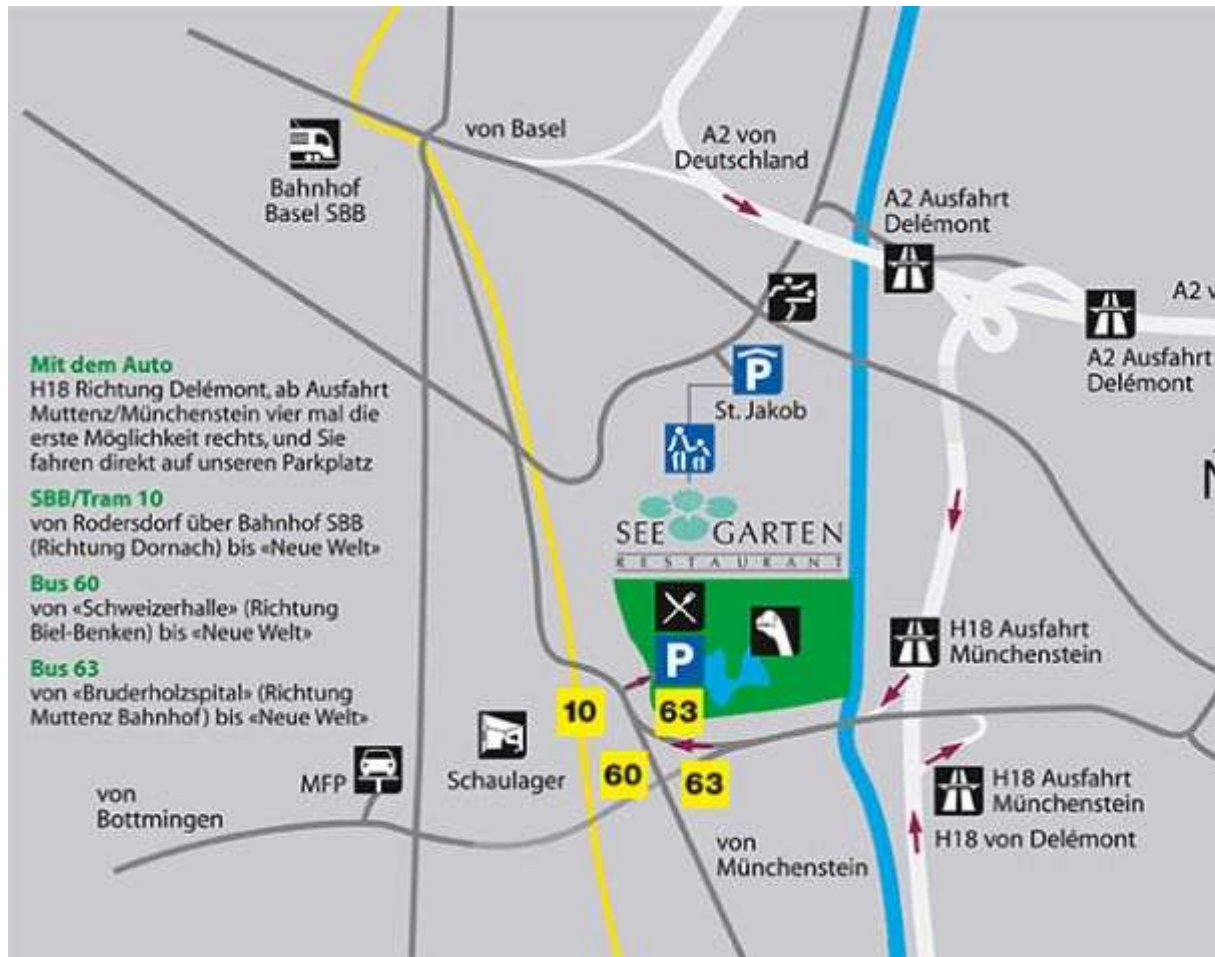 von Basel
A2 von
Deutschland
Bahnhof
Basel SBB
A2 Ausfahrt
Delémont
A2
A2 Ausfahrt
Delémont
Mit dem Auto
H18 Richtung Delémont, ab Ausfahrt
Muttenz/Münchenstein vier mal die
erste Möglichkeit rechts, und Sie
fahren direkt auf unseren Parkplatz
SBB/Tram 10
von Rodersdorf über Bahnhof SBB
(Richtung Dornach) bis «Neue Welt»
Bus 60
von «Schweizerhalle» (Richtung
Biel-Benken) bis «Neue Welt»
Bus 63
von «Bruderholzspital» (Richtung
Muttenz Bahnhof) bis «Neue Welt»
P
St. Jakob
SEE GARTEN
RESTAURANT
P
H18 Ausfahrt
Münchenstein
10
63
60
63
Schaulager
MFP
von
Bottmingen
von
Münchenstein
H18 Ausfahrt
Münchenstein
H18 von Delémont